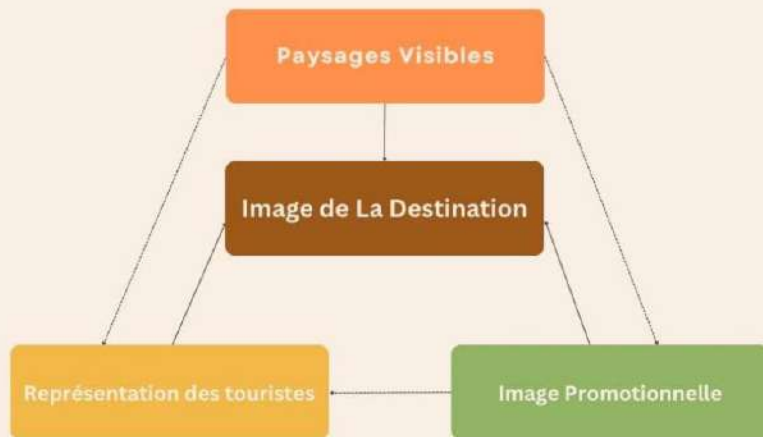 Paysages Visibles
Image de La Destination
Représentation des touristes
Image Promotionnelle